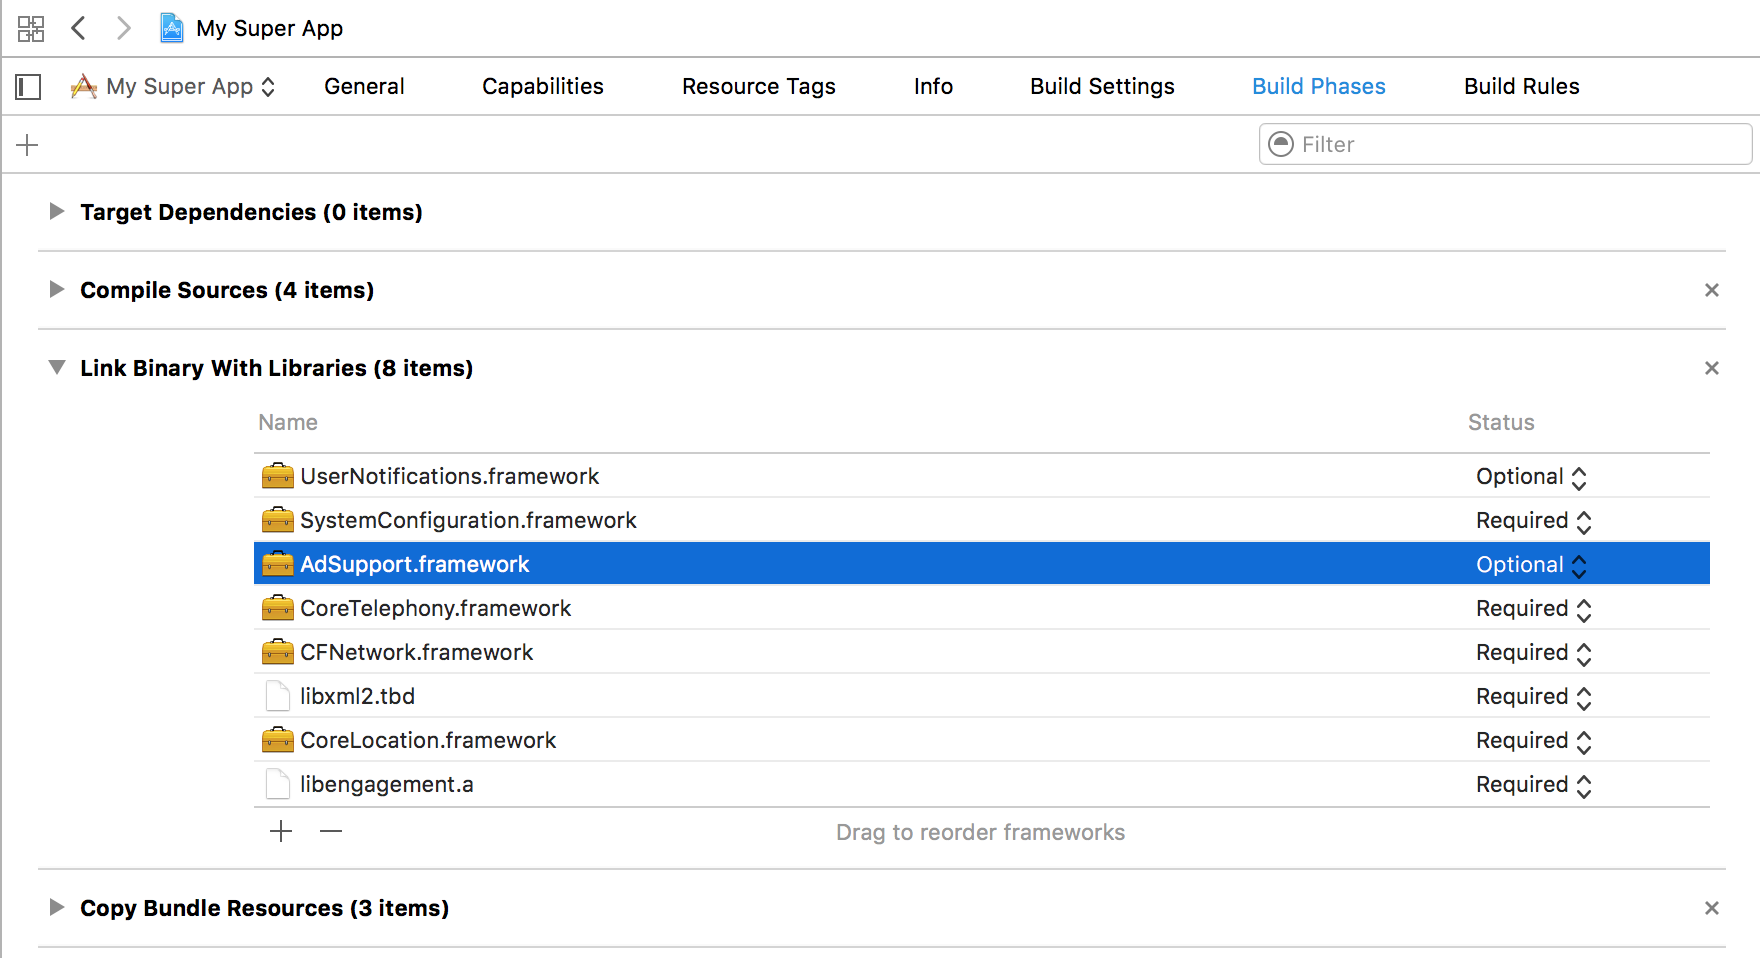 My Super App
My Super App General Capabilities Resource Tags Info Build Settings Build Phases Build Rules
Filter
Target Dependencies (0 items)
Compile Sources (4 items)
Link Binary With Libraries (8 items)
Name Status
UserNotifications.framework Optional
SystemConfiguration.framework Required
AdSupport.framework Optional
CoreTelephony.framework Required
CFNetwork.framework Required
libxml2.tbd Required
CoreLocation.framework Required
libengagement.a Required
Drag to reorder frameworks
Copy Bundle Resources (3 items)